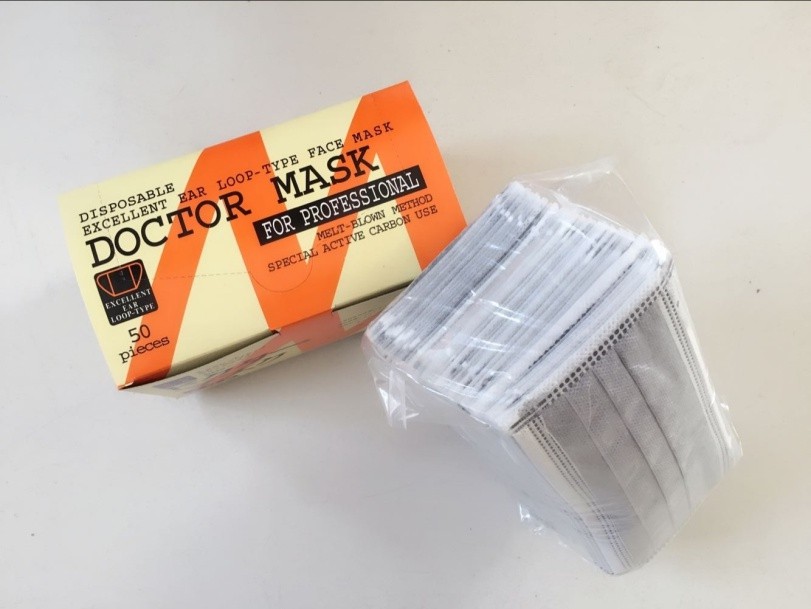 DISPOSABLE
EXCELLENT EAR LOOP-TYPE FACE MASK
DOCTOR MASK
FOR PROFESSIONAL
MELT-BLOWN METHOD
SPECIAL ACTIVE CARBON USE
EXCELLENT
EAR
LOOP-TYPE
50
pieces